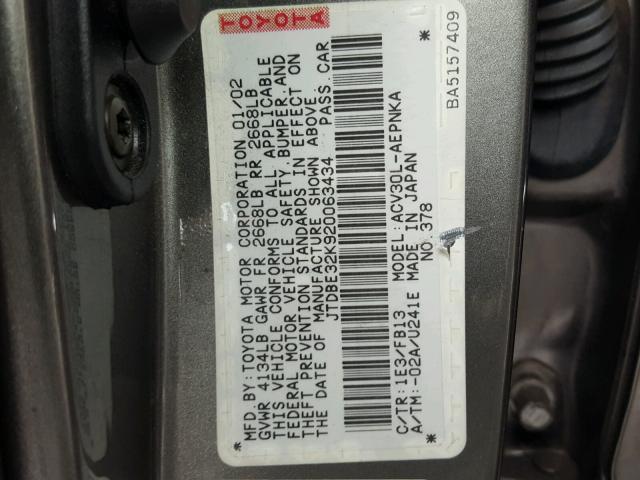 TOYOTA
MFD. BY: TOYOTA MOTOR CORPORATION 01/02
GVWR 4134LB GAWR FR 2668LB RR 2668LB
THIS VEHICLE CONFORMS TO ALL APPLICABLE
FEDERAL MOTOR VEHICLE SAFETY, BUMPER, AND
THEFT PREVENTION STANDARDS IN EFFECT ON
THE DATE OF MANUFACTURE SHOWN ABOVE.
JTDBE32K920063434 PASS. CAR
C/TR: 1E3/FB13 MODEL: ACV30L-AEPNKA
A/TM: -02A/U241E MADE IN JAPAN
NO. 378
BA5157409